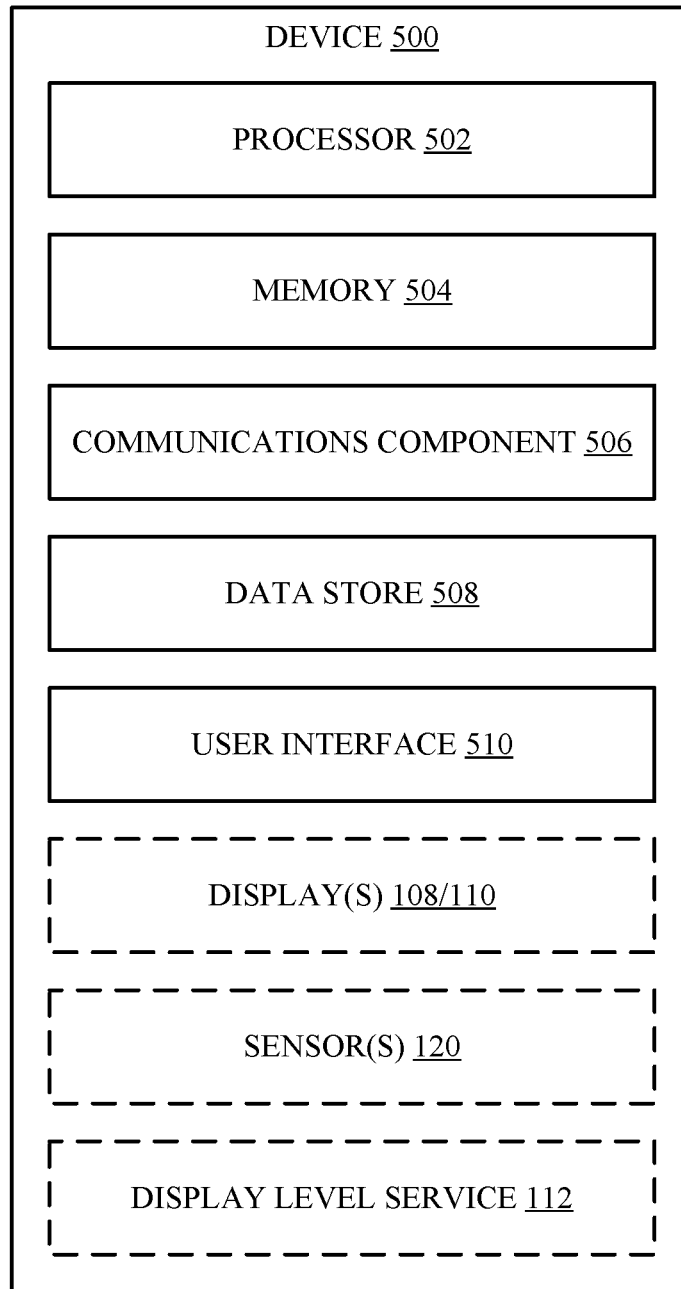 DEVICE 500
PROCESSOR 502
MEMORY 504
COMMUNICATIONS COMPONENT 506
DATA STORE 508
USER INTERFACE 510
DISPLAY(S) 108/110
SENSOR(S) 120
DISPLAY LEVEL SERVICE 112